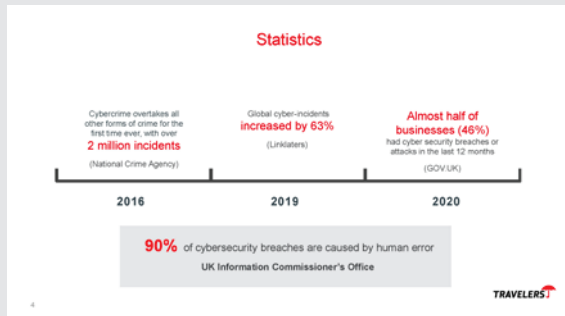 Statistics
Cybercrime overtakes all
other forms of crime for the
first time ever, with over
2 million incidents
(National Crime Agency)
Global cyber-incidents
increased by 63%
(Linklaters)
Almost half of
businesses (46%)
had cyber security breaches or
attacks in the last 12 months
(GOV.UK)
2016
2019
2020
90% of cybersecurity breaches are caused by human error
UK Information Commissioner's Office
4
TRAVELERS